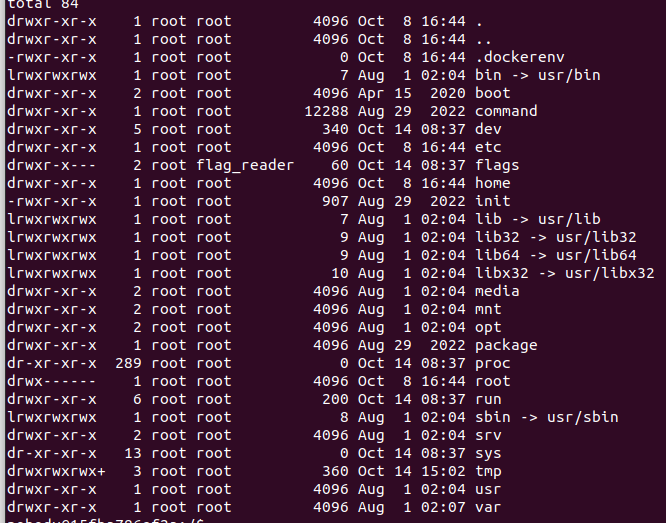 total 84
drwxr-xr-x 1 root root 4096 Oct 8 16:44 .
drwxr-xr-x 1 root root 4096 Oct 8 16:44 ..
-rwxr-xr-x 1 root root 0 Oct 8 16:44 .dockerenv
lrwxrwxrwx 1 root root 7 Aug 1 02:04 bin -> usr/bin
drwxr-xr-x 2 root root 4096 Apr 15 2020 boot
drwxr-xr-x 1 root root 12288 Aug 29 2022 command
drwxr-xr-x 5 root root 340 Oct 14 08:37 dev
drwxr-xr-x 1 root root 4096 Oct 8 16:44 etc
drwxr-x--- 2 root flag_reader 60 Oct 14 08:37 flags
drwxr-xr-x 1 root root 4096 Oct 8 16:44 home
-rwxr-xr-x 1 root root 907 Aug 29 2022 init
lrwxrwxrwx 1 root root 7 Aug 1 02:04 lib -> usr/lib
lrwxrwxrwx 1 root root 9 Aug 1 02:04 lib32 -> usr/lib32
lrwxrwxrwx 1 root root 9 Aug 1 02:04 lib64 -> usr/lib64
lrwxrwxrwx 1 root root 10 Aug 1 02:04 libx32 -> usr/libx32
drwxr-xr-x 2 root root 4096 Aug 1 02:04 media
drwxr-xr-x 2 root root 4096 Aug 1 02:04 mnt
drwxr-xr-x 2 root root 4096 Aug 1 02:04 opt
drwxr-xr-x 1 root root 4096 Aug 29 2022 package
dr-xr-xr-x 289 root root 0 Oct 14 08:37 proc
drwx------ 1 root root 4096 Oct 8 16:44 root
drwxr-xr-x 6 root root 200 Oct 14 08:37 run
lrwxrwxrwx 1 root root 8 Aug 1 02:04 sbin -> usr/sbin
drwxr-xr-x 2 root root 4096 Aug 1 02:04 srv
dr-xr-xr-x 13 root root 0 Oct 14 08:37 sys
drwxrwxrwx+ 3 root root 360 Oct 14 15:02 tmp
drwxr-xr-x 1 root root 4096 Aug 1 02:04 usr
drwxr-xr-x 1 root root 4096 Aug 1 02:07 var